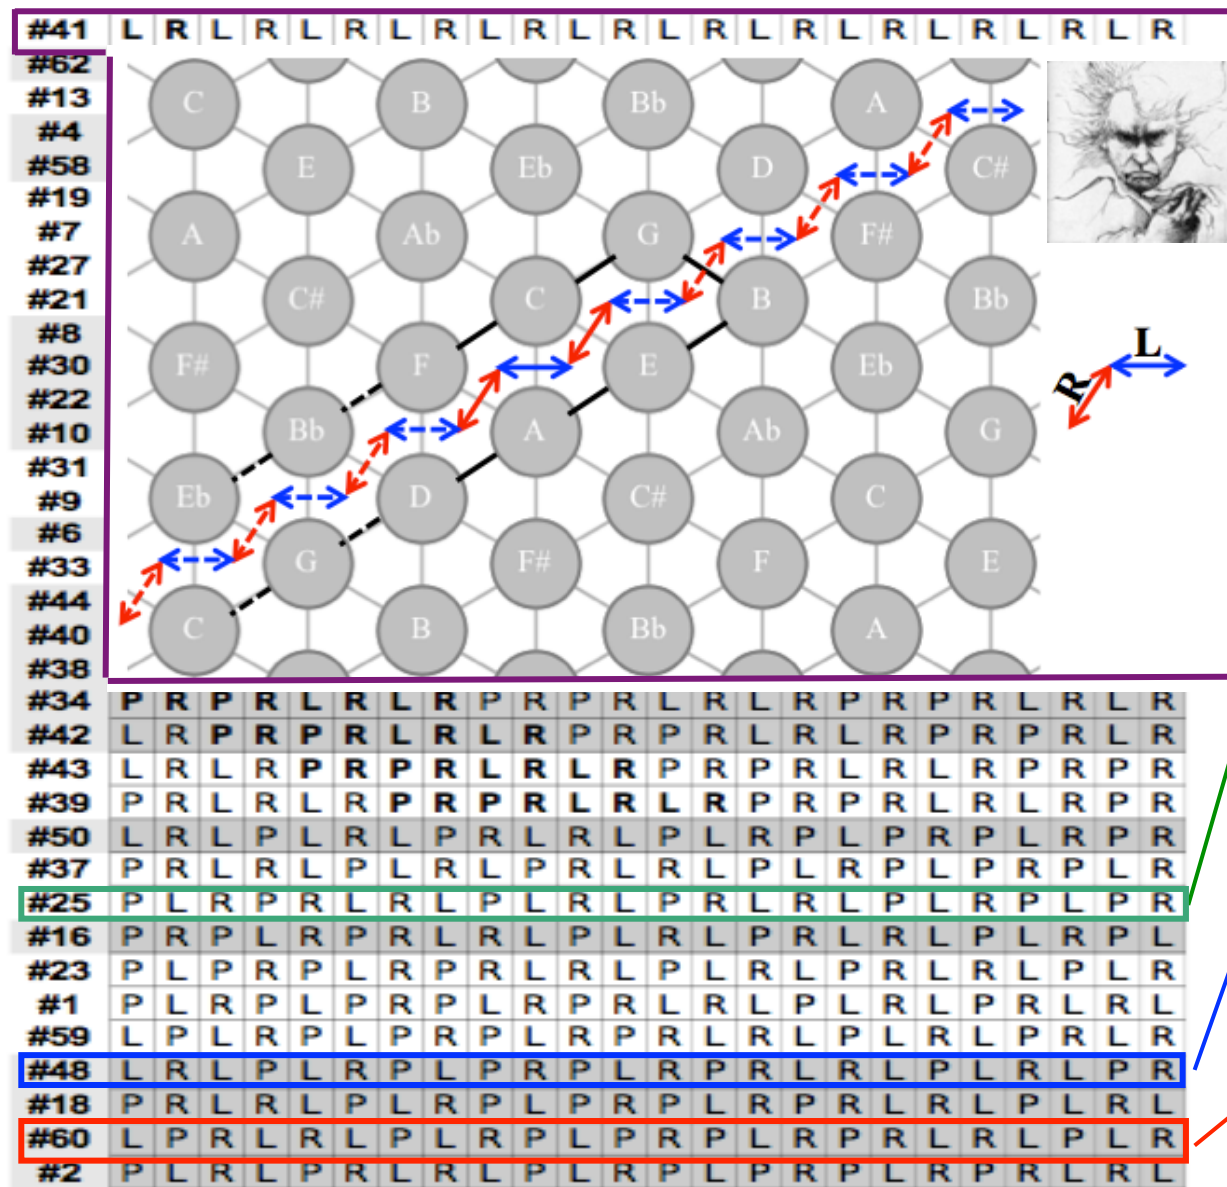 #41 L R L R L R L R L R L R L R L R L R L R L R L R
#62
#13 C B Bb A
#4
#58 E Eb D C#
#19
#7 A Ab G F#
#27
#21 C# C B Bb
#8
#30 F# F E Eb L
R
#22
#10 Bb A Ab G
#31
#9 Eb D C# C
#6
#33 G F# F E
#44
#40 C B Bb A
#38
#34 P R P R L R L R P R P R L R L R P R P R L R L R
#42 L R P R P R L R L R P R P R L R L R P R P R L R
#43 L R L R P R P R L R L R P R P R L R L R P R P R
#39 P R L R L R P R P R L R L R P R P R L R L R P R
#50 L R L P L R L P R L R L P L R P L P R P L R P R
#37 P R L R L P L R L P R L R L P L R P L P R P L R
#25 P L R P R L R L P L R L P R L R L P L R P L P R
#16 P R P L R P R L R L P L R L P R L R L P L R P L
#23 P L P R P L R P R L R L P L R L P R L R L P L R
#1 P L R P L P R P L R P R L R L P L R L P R L R L
#59 L P L R P L P R P L R P R L R L P L R L P R L R
#48 L R L P L R P L P R P L R P R L R L P L R L P R
#18 P R L R L P L R P L P R P L R P R L R L P L R L
#60 L P R L R L P L R P L P R P L R P R L R L P L R
#2 P L R L P R L R L P L R P L P R P L R P R L R L